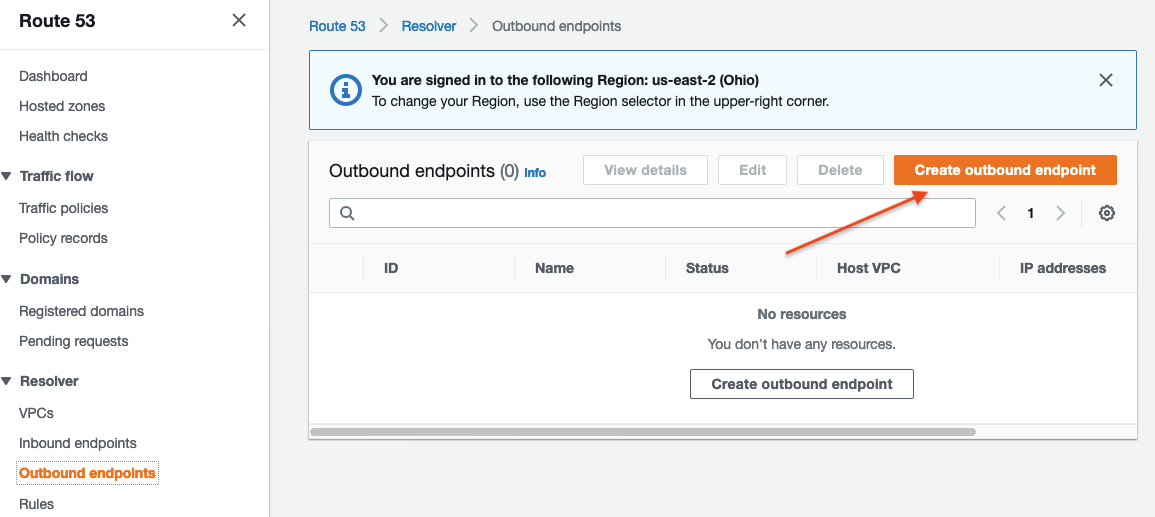 Route 53
Dashboard
Hosted zones
Health checks
Traffic flow
Traffic policies
Policy records
Domains
Registered domains
Pending requests
Resolver
VPCs
Inbound endpoints
Outbound endpoints
Rules
Route 53 Resolver Outbound endpoints
You are signed in to the following Region: us-east-2 (Ohio)
To change your Region, use the Region selector in the upper-right corner.
Outbound endpoints (0) Info View details Edit Delete Create outbound endpoint
1
ID Name Status Host VPC IP addresses
No resources
You don't have any resources.
Create outbound endpoint